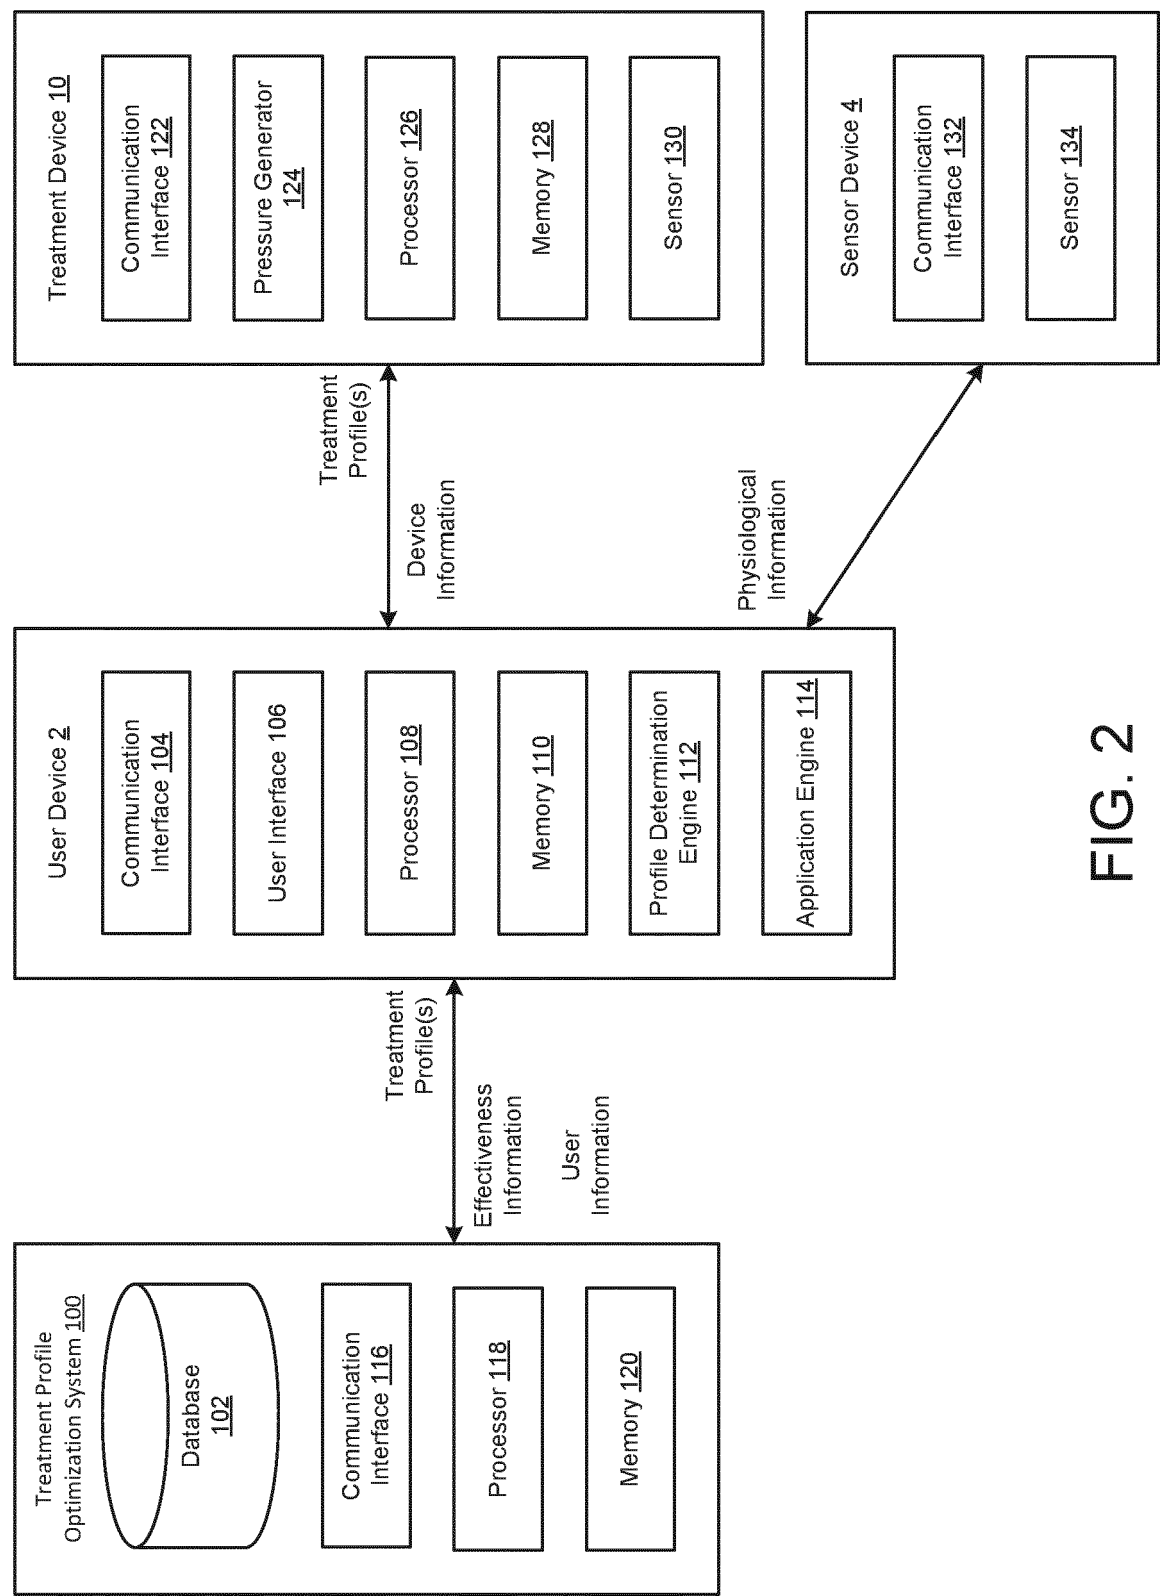 Treatment Profile
Optimization System 100
Database
102
Communication
Interface 116
Processor 118
Memory 120
Treatment
Profile(s)
Effectiveness
Information
User
Information
User Device 2
Communication
Interface 104
User Interface 106
Processor 108
Memory 110
Profile Determination
Engine 112
Application Engine 114
Treatment
Profile(s)
Device
Information
Physiological
Information
Treatment Device 10
Communication
Interface 122
Pressure Generator
124
Processor 126
Memory 128
Sensor 130
Sensor Device 4
Communication
Interface 132
Sensor 134
FIG. 2